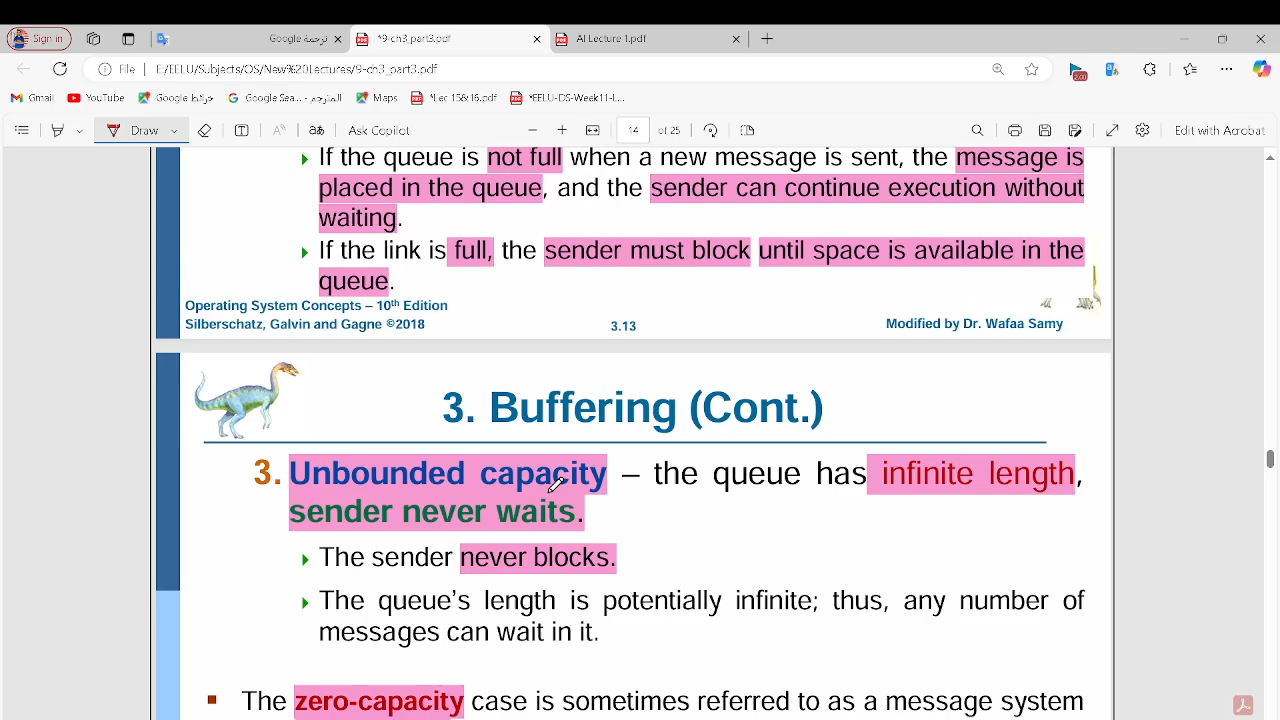 Sign in
ترجمة Google
*9-ch3_part3.pdf
AI Lecture 1.pdf
File
E:/EELU/Subjects/OS/New%20Lectures/9-ch3_part3.pdf
2.00
Gmail
YouTube
Maps
*Lec 15&16.pdf
*EELU-DS-Week11-L...
Draw
Ask Copilot
14 of 25
Edit with Acrobat
If the queue is not full when a new message is sent, the message is
placed in the queue, and the sender can continue execution without
waiting.
If the link is full, the sender must block until space is available in the
queue.
Operating System Concepts – 10th Edition
Silberschatz, Galvin and Gagne ©2018
3.13
Modified by Dr. Wafaa Samy
3. Buffering (Cont.)
3. Unbounded capacity – the queue has infinite length,
sender never waits.
The sender never blocks.
The queue's length is potentially infinite; thus, any number of
messages can wait in it.
The zero-capacity case is sometimes referred to as a message system